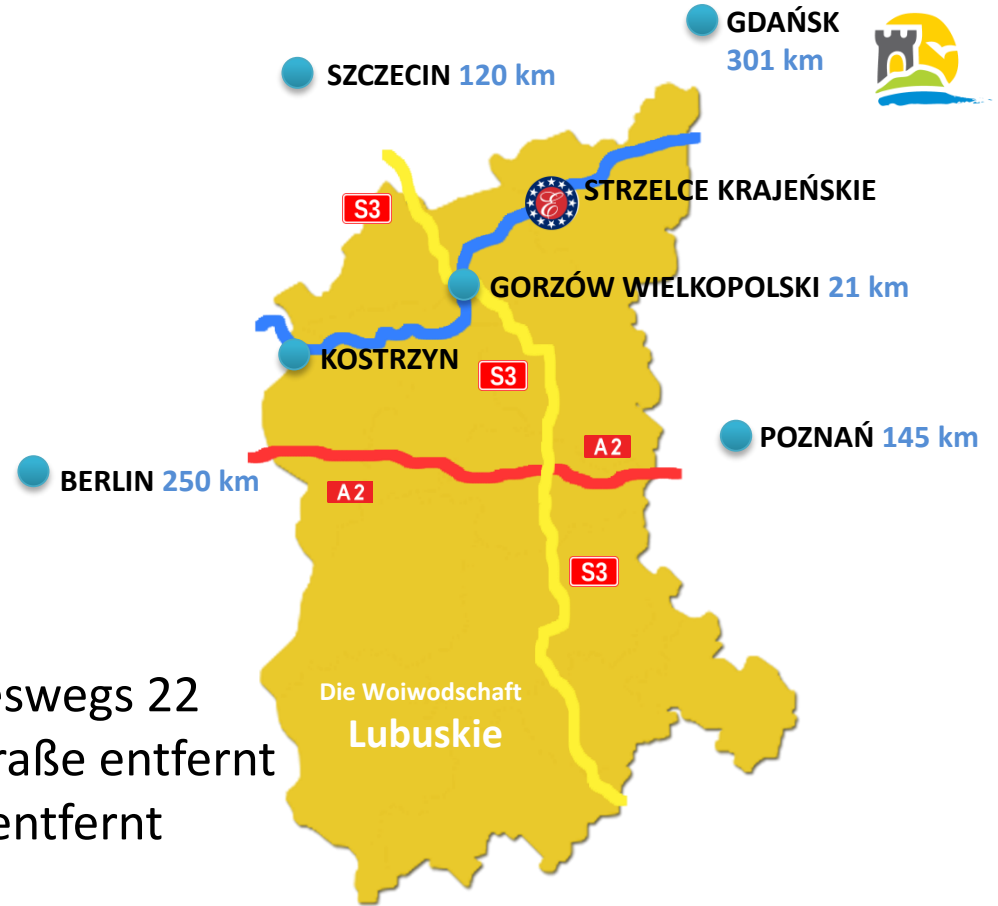 GDAŃSK
301 km
SZCZECIN 120 km
STRZELCE KRAJEŃSKIE
S3
E
GORZÓW WIELKOPOLSKI 21 km
KOSTRZYN
S3
POZNAŃ 145 km
A2
BERLIN 250 km
A2
S3
eswegs 22
raße entfernt
entfernt
Die Woiwodschaft
Lubuskie